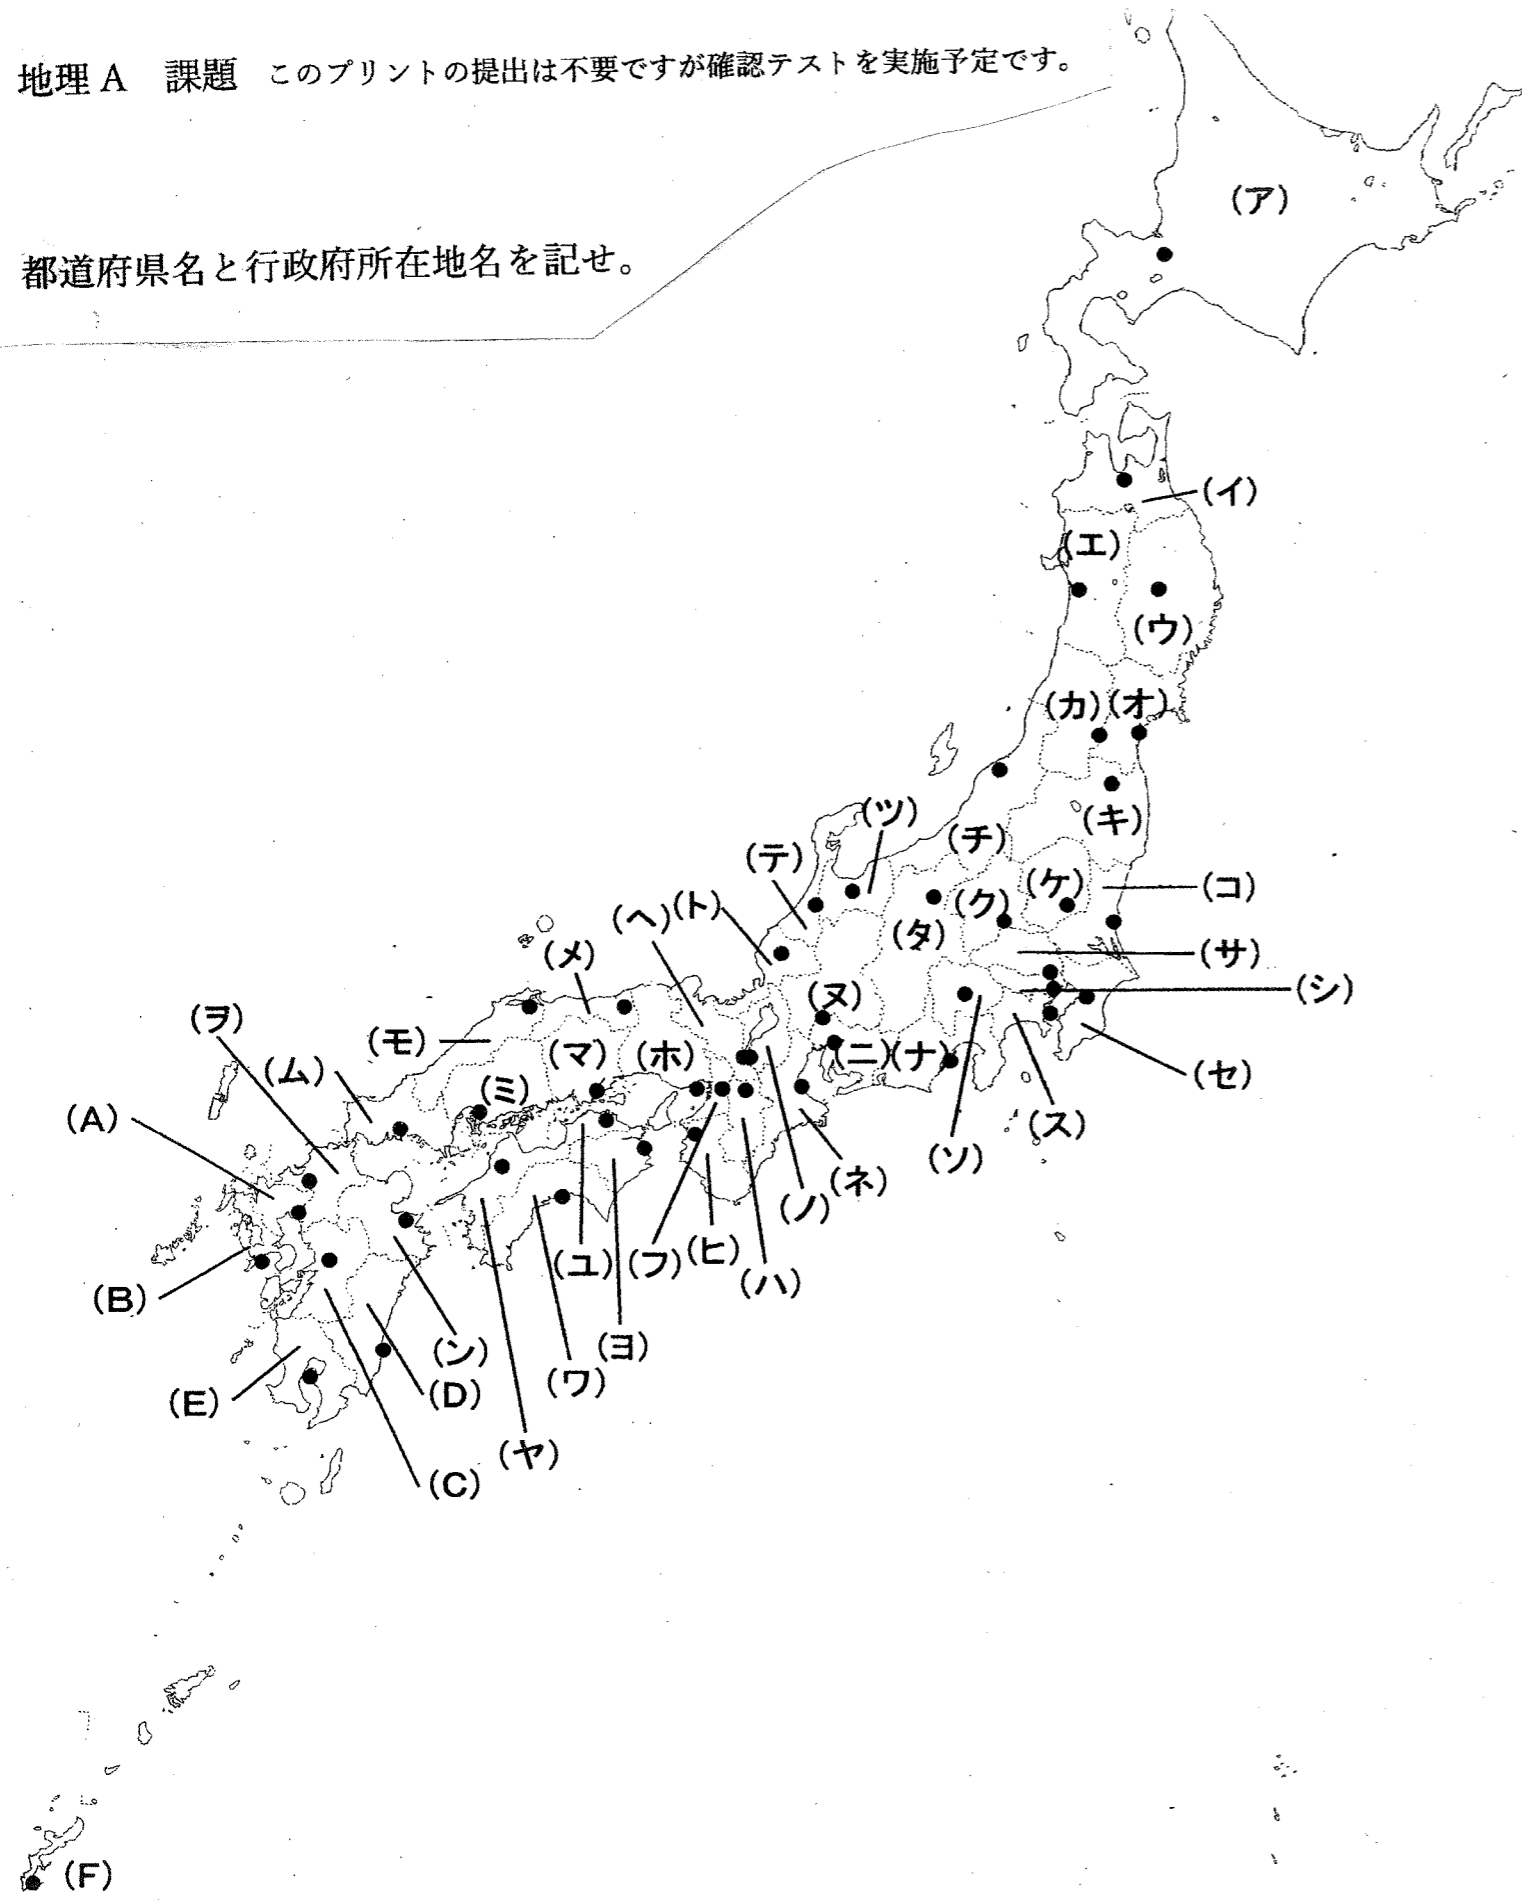 地理A 課題 このプリントの提出は不要ですが確認テストを実施予定です。
都道府県名と行政府所在地名を記せ。
(ア)
(イ)
(エ)
(ウ)
(カ)(オ)
(ツ)
(チ)
(キ)
(テ)
(ケ)
(コ)
(ク)
(ヘ)(ト)
(タ)
(サ)
(メ)
(シ)
(ヌ)
(ヲ)
(モ)
(マ)
(ホ)
(ニ)(ナ)
(ム)
(セ)
(ミ)
(A)
(ス)
(ソ)
(ネ)
(ノ)
(ユ)
(フ)
(ヒ)
(ハ)
(B)
(ヨ)
(ン)
(ワ)
(D)
(E)
(ヤ)
(C)
(F)